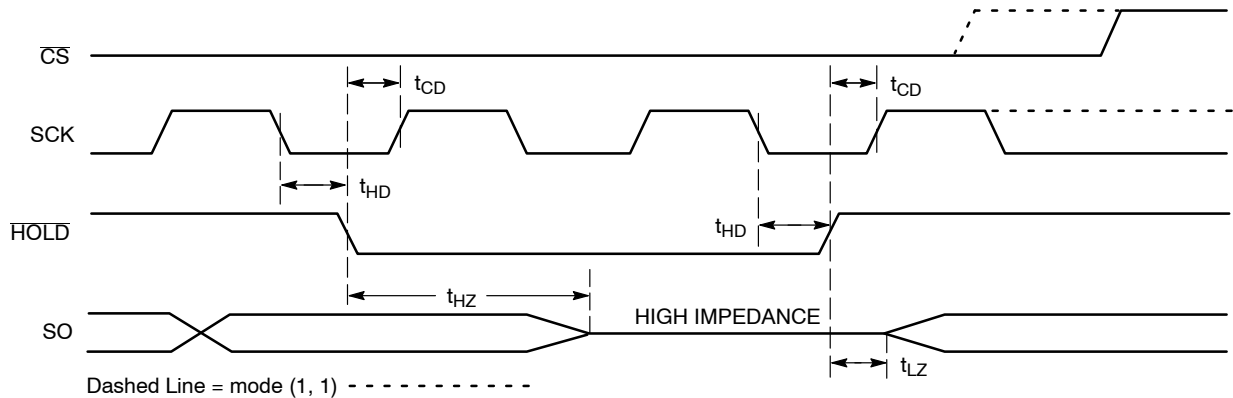 CS
tCD
tCD
SCK
tHD
HOLD
tHD
tHZ
HIGH IMPEDANCE
SO
tLZ
Dashed Line = mode (1, 1)